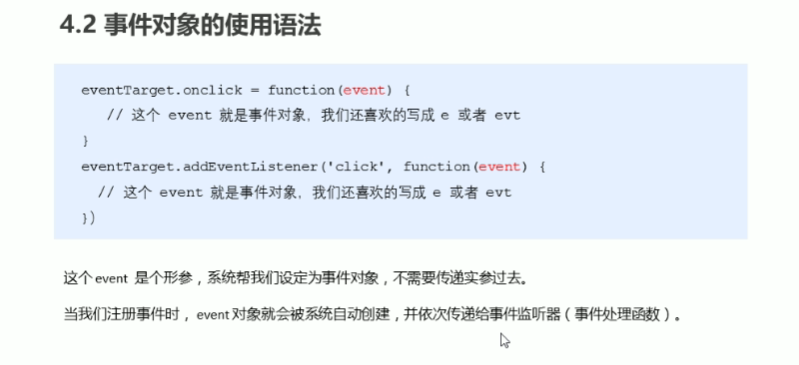 4.2 事件对象的使用语法
eventTarget.onclick = function(event) {
// 这个 event 就是事件对象，我们还喜欢的写成 e 或者 evt
}
eventTarget.addEventListener('click', function(event) {
// 这个 event 就是事件对象，我们还喜欢的写成 e 或者 evt
})
这个 event 是个形参，系统帮我们设定为事件对象，不需要传递实参过去。
当我们注册事件时， event 对象就会被系统自动创建，并依次传递给事件监听器（事件处理函数）。